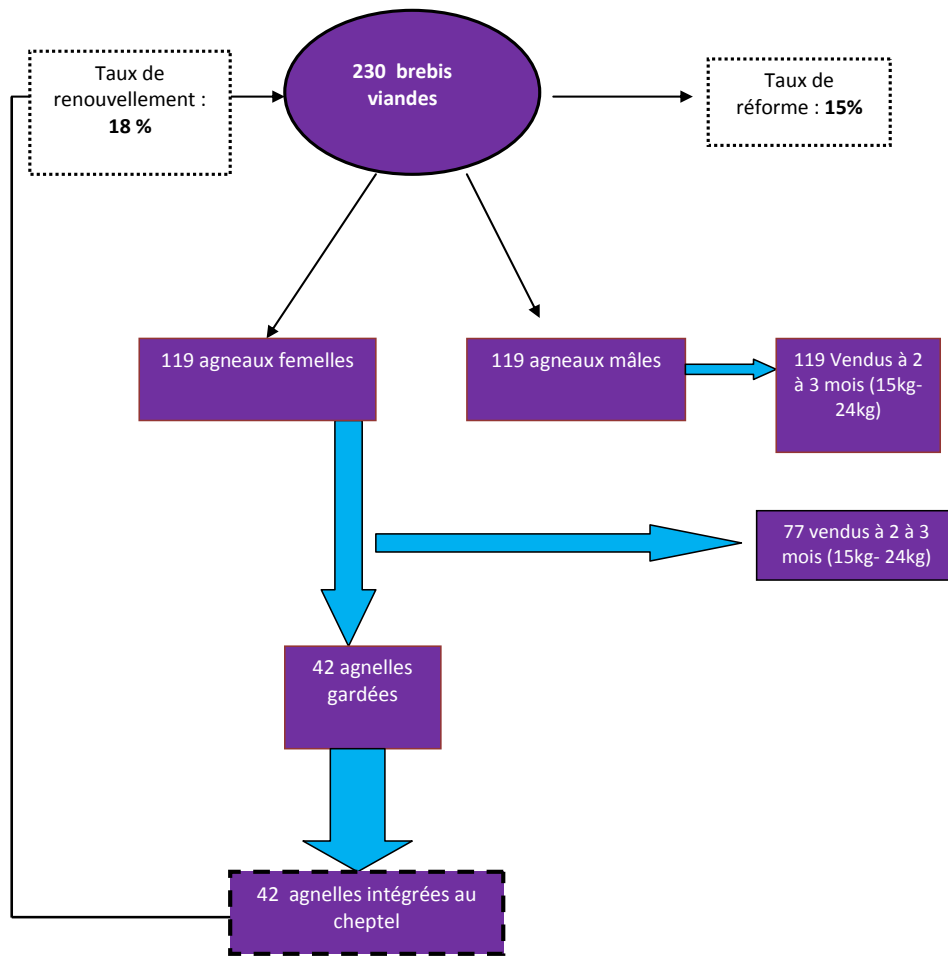 Taux de
renouvellement :
18 %
230 brebis
viandes
Taux de
réforme : 15%
119 agneaux femelles
119 agneaux mâles
119 Vendus à 2
à 3 mois (15kg-
24kg)
77 vendus à 2 à 3
mois (15kg- 24kg)
42 agnelles
gardées
42 agnelles intégrées au
cheptel